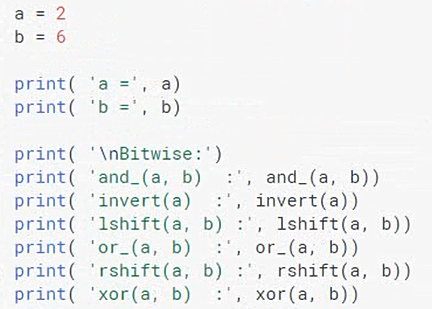 a = 2
b = 6
print( 'a =', a)
print( 'b =', b)
print( '\nBitwise:')
print( 'and_(a, b)  :', and_(a, b))
print( 'invert(a)  :', invert(a))
print( 'lshift(a, b) :', lshift(a, b))
print( 'or_(a, b)  :', or_(a, b))
print( 'rshift(a, b) :', rshift(a, b))
print( 'xor(a, b)  :', xor(a, b))